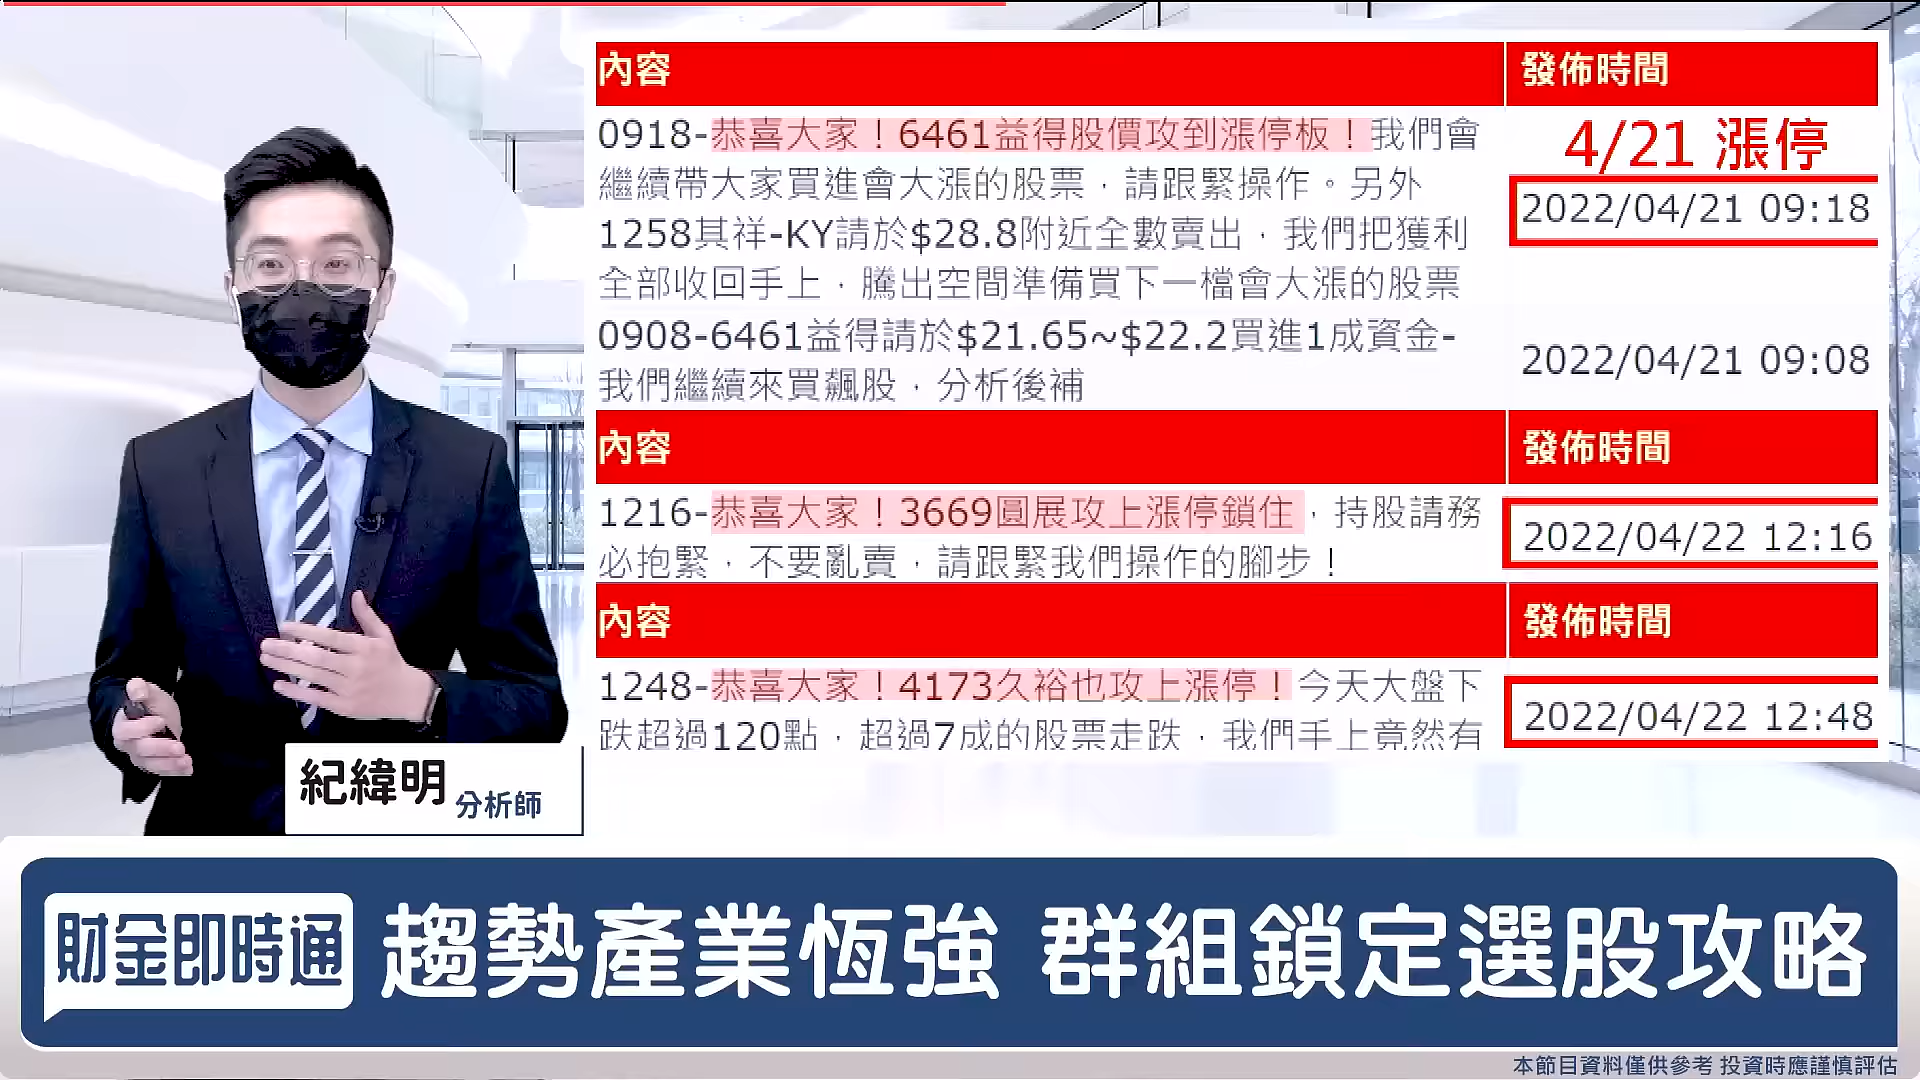 內容 發佈時間
0918-恭喜大家！6461益得股價攻到漲停板！我們會
繼續帶大家買進會大漲的股票，請跟緊操作。另外
1258其祥-KY請於$28.8附近全數賣出，我們把獲利
全部收回手上，騰出空間準備買下一檔會大漲的股票
4/21 漲停
2022/04/21 09:18
0908-6461益得請於$21.65~$22.2買進1成資金-
我們繼續來買飆股，分析後補
2022/04/21 09:08
內容 發佈時間
1216-恭喜大家！3669圓展攻上漲停鎖住，持股請務
必抱緊，不要亂賣，請跟緊我們操作的腳步！
2022/04/22 12:16
內容 發佈時間
1248-恭喜大家！4173久裕也攻上漲停！今天大盤下
跌超過120點，超過7成的股票走跌，我們手上竟然有
2022/04/22 12:48
紀緯明 分析師
財金即時通 趨勢產業恆強 群組鎖定選股攻略
本節目資料僅供參考 投資時應謹慎評估